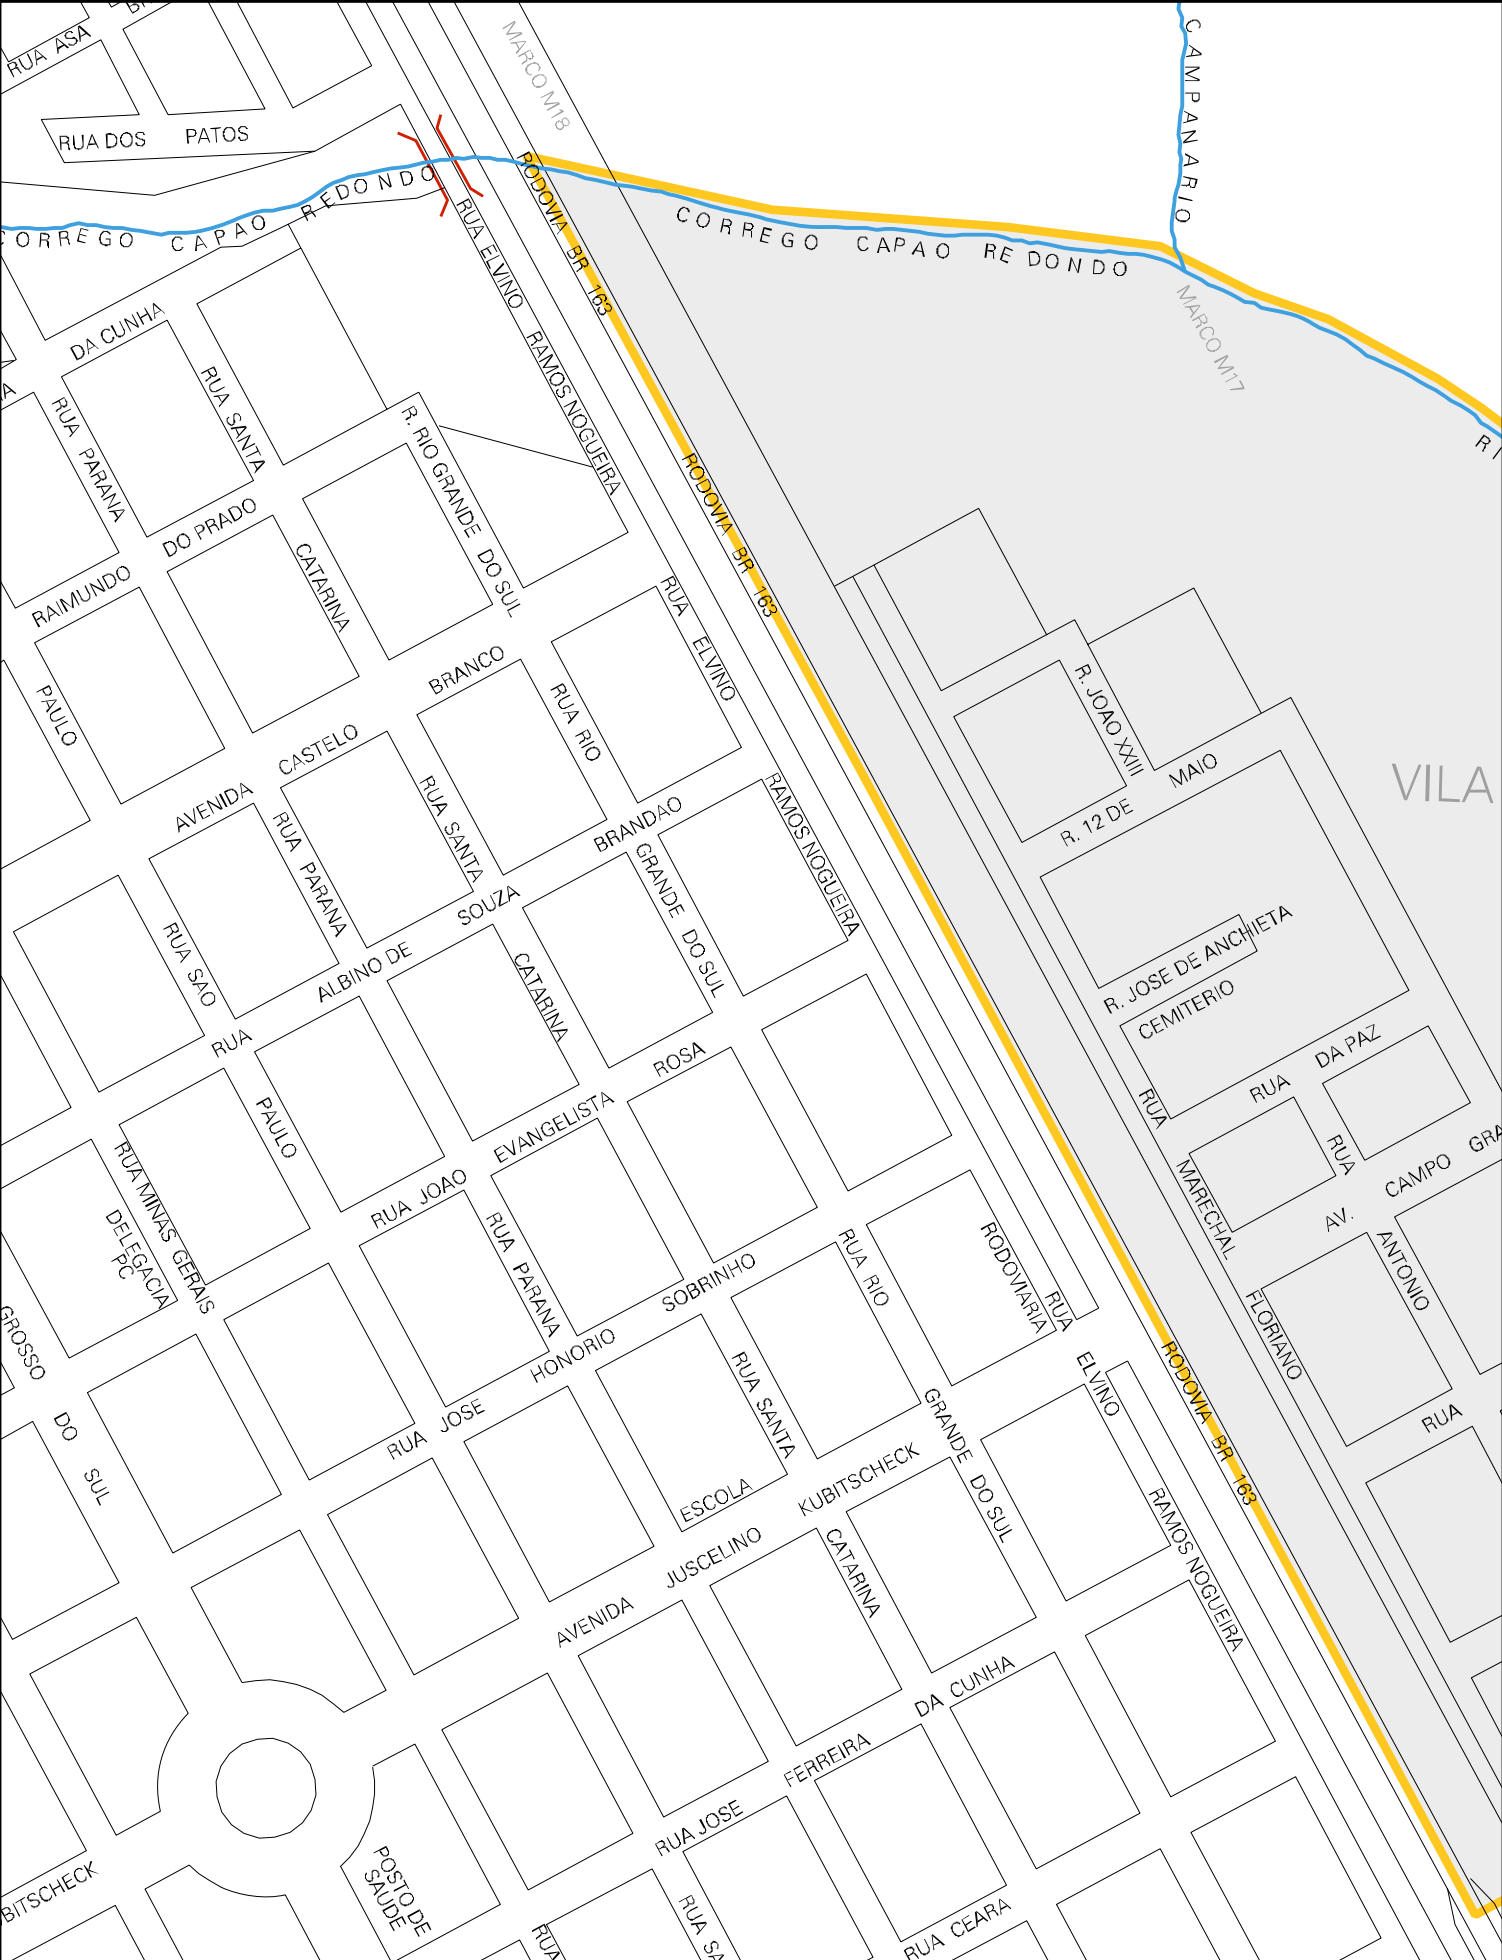 RUA ASA
RUA DOS PATOS
MARCO M18
CAMPANARIO
CORREGO CAPAO REDONDO
CORREGO CAPAO REDONDO
RODOVIA BR 163
RUA ELVINO RAMOS NOGUEIRA
MARCO M17
DA CUNHA
RUA SANTA
RUA PARANA
R. RIO GRANDE DO SUL
RODOVIA BR 163
RAIMUNDO DO PRADO
CATARINA
RUA ELVINO
PAULO
BRANCO
RUA RIO
R. JOAO XXIII
AVENIDA CASTELO
R. 12 DE MAIO
VILA
RUA PARANA
RUA SANTA
BRANDAO
RAMOS NOGUEIRA
GRANDE DO SUL
SOUZA
ALBINO DE
RUA SAO
RUA
CATARINA
R. JOSE DE ANCHIETA
CEMITERIO
ROSA
EVANGELISTA
RUA JOAO
PAULO
RUA
DA PAZ
RUA
RUA
MARECHAL
CAMPO GRA
AV.
ANTONIO
RUA MINAS GERAIS
DELEGACIA
PC
RUA PARANA
SOBRINHO
RUA RIO
RODOVIARIA
RUA
FLORIANO
GROSSO
DO SUL
HONORIO
RUA JOSE
RUA SANTA
ELVINO
RODOVIA BR 163
RUA
GRANDE DO SUL
KUBITSCHECK
ESCOLA
JUSCELINO
AVENIDA
CATARINA
RAMOS NOGUEIRA
DA CUNHA
FERREIRA
RUA JOSE
POSTO DE
SAUDE
BITSCHECK
RUA
RUA SA
RUA CEARA